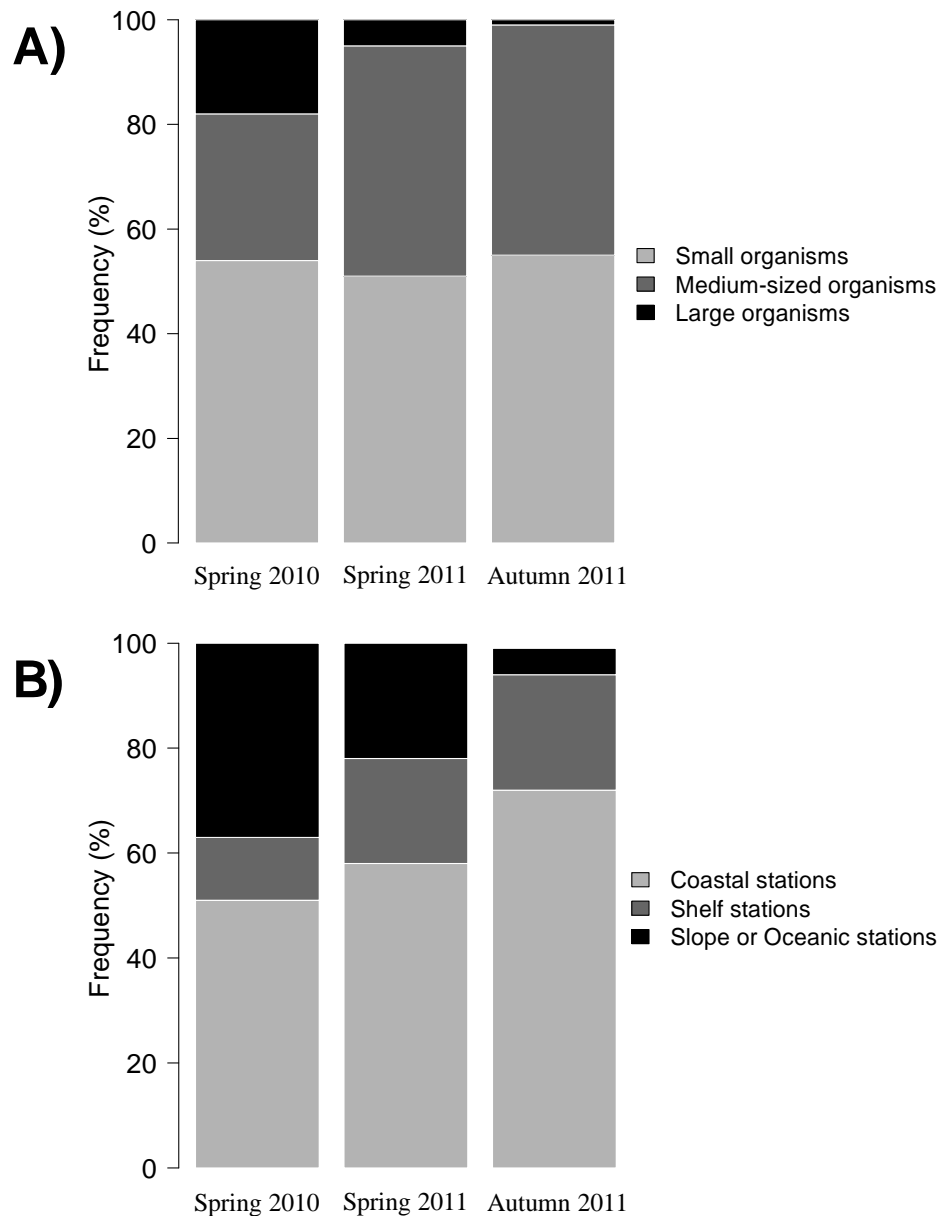 A)
Frequency (%)
100
80
60
40
20
0
Spring 2010 Spring 2011 Autumn 2011
Small organisms
Medium-sized organisms
Large organisms
B)
Frequency (%)
100
80
60
40
20
0
Spring 2010 Spring 2011 Autumn 2011
Coastal stations
Shelf stations
Slope or Oceanic stations